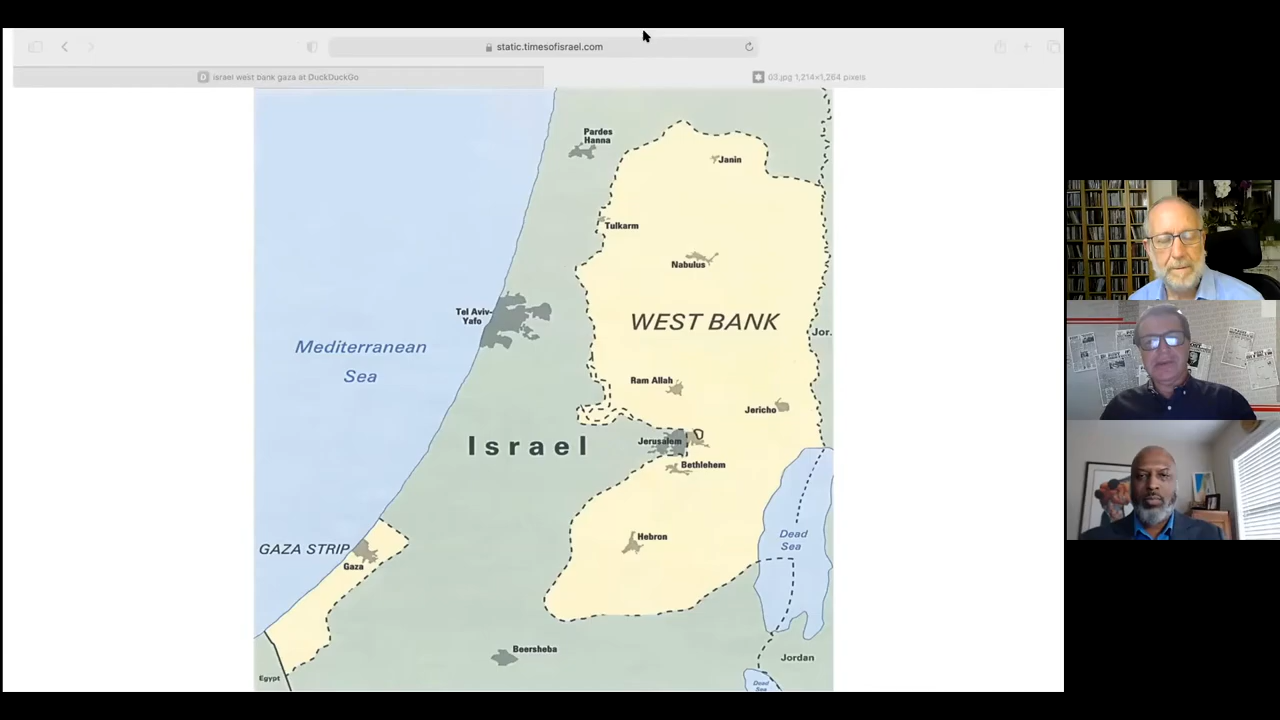 static.timesofisrael.com
israel west bank gaza at DuckDuckGo
03.jpg 1,214×1,264 pixels
Pardes
Hanna
Janin
Tulkarm
Nabulus
Tel Aviv-
Yafo
WEST BANK
Jor.
Mediterranean
Sea
Ram Allah
Jericho
Israel
Jerusalem
Bethlehem
Hebron
Dead
Sea
GAZA STRIP
Gaza
Beersheba
Jordan
Egypt
Dead
Sea